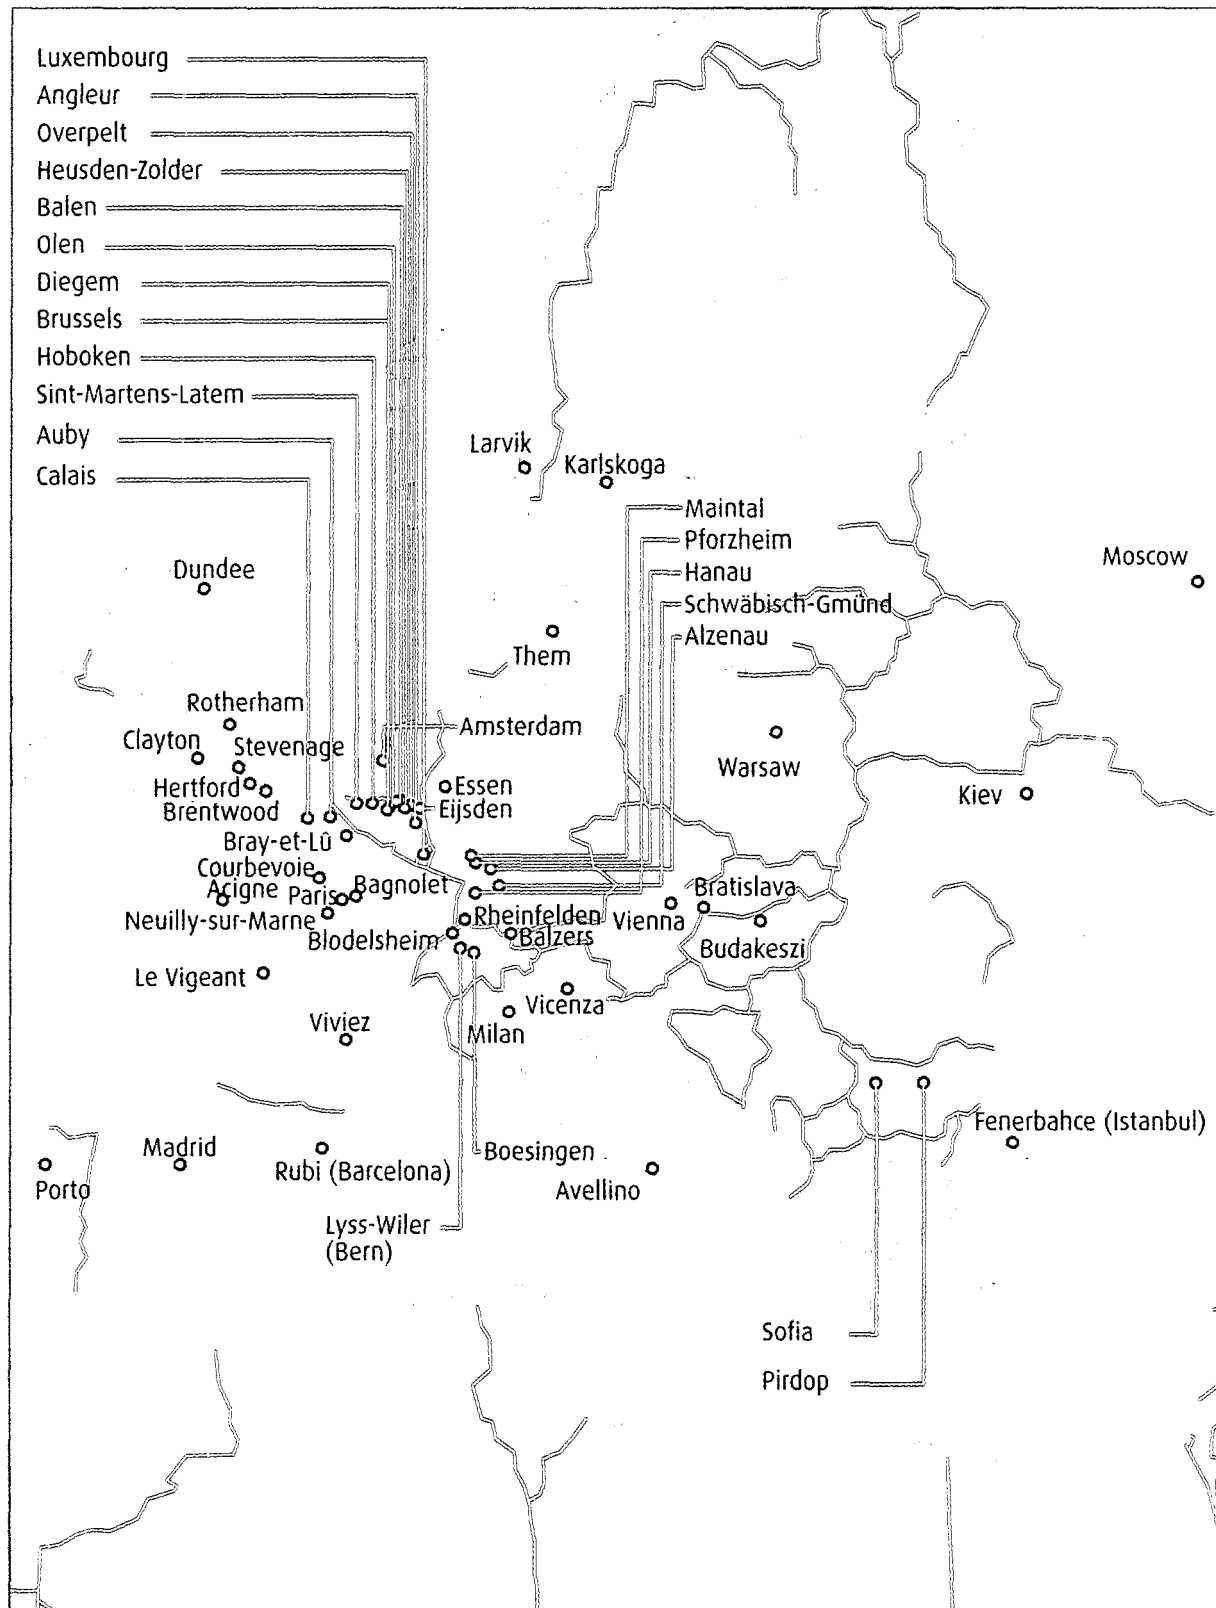 Luxembourg
Angleur
Overpelt
Heusden-Zolder
Balen
Olen
Diegem
Brussels
Hoboken
Sint-Martens-Latem
Auby
Calais
Larvik
Karlskoga
Maintal
Pforzheim
Hanau
Schwäbisch-Gmünd
Alzenau
Moscow
Dundee
Them
Rotherham
Amsterdam
Clayton
Stevenage
Warsaw
Hertford
Essen
Kiev
Brentwood
Eijsden
Bray-et-Lû
Courbevoie
Acigne
Paris
Bagnolet
Bratislava
Neuilly-sur-Marne
Rheinfelden
Vienna
Blodelsheim
Balzers
Budakeszi
Le Vigeant
Vicenza
Viviez
Milan
Fenerbahce (Istanbul)
Madrid
Boesingen
Rubi (Barcelona)
Porto
Avellino
Lyss-Wiler
(Bern)
Sofia
Pirdop